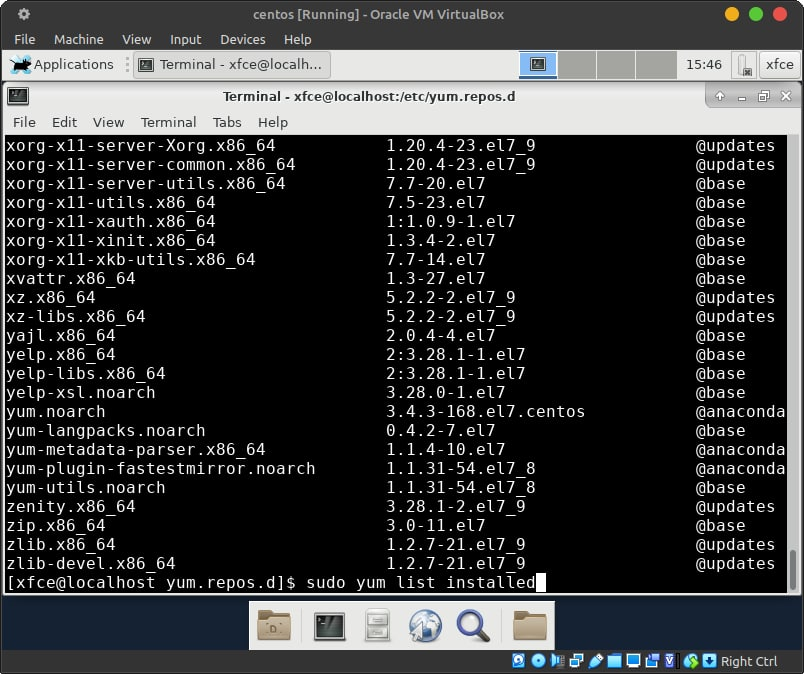 centos [Running] - Oracle VM VirtualBox
File Machine View Input Devices Help
Applications Terminal - xfce@localh... 15:46 xfce
Terminal - xfce@localhost:/etc/yum.repos.d
File Edit View Terminal Tabs Help
xorg-x11-server-Xorg.x86_64 1.20.4-23.el7_9 @updates
xorg-x11-server-common.x86_64 1.20.4-23.el7_9 @updates
xorg-x11-server-utils.x86_64 7.7-20.el7 @base
xorg-x11-utils.x86_64 7.5-23.el7 @base
xorg-x11-xauth.x86_64 1:1.0.9-1.el7 @base
xorg-x11-xinit.x86_64 1.3.4-2.el7 @base
xorg-x11-xkb-utils.x86_64 7.7-14.el7 @base
xvattr.x86_64 1.3-27.el7 @base
xz.x86_64 5.2.2-2.el7_9 @updates
xz-libs.x86_64 5.2.2-2.el7_9 @updates
yajl.x86_64 2.0.4-4.el7 @base
yelp.x86_64 2:3.28.1-1.el7 @base
yelp-libs.x86_64 2:3.28.1-1.el7 @base
yelp-xsl.noarch 3.28.0-1.el7 @base
yum.noarch 3.4.3-168.el7.centos @anaconda
yum-langpacks.noarch 0.4.2-7.el7 @base
yum-metadata-parser.x86_64 1.1.4-10.el7 @anaconda
yum-plugin-fastestmirror.noarch 1.1.31-54.el7_8 @anaconda
yum-utils.noarch 1.1.31-54.el7_8 @base
zenity.x86_64 3.28.1-2.el7_9 @updates
zip.x86_64 3.0-11.el7 @base
zlib.x86_64 1.2.7-21.el7_9 @updates
zlib-devel.x86_64 1.2.7-21.el7_9 @updates
[xfce@localhost yum.repos.d]$ sudo yum list installed
Right Ctrl